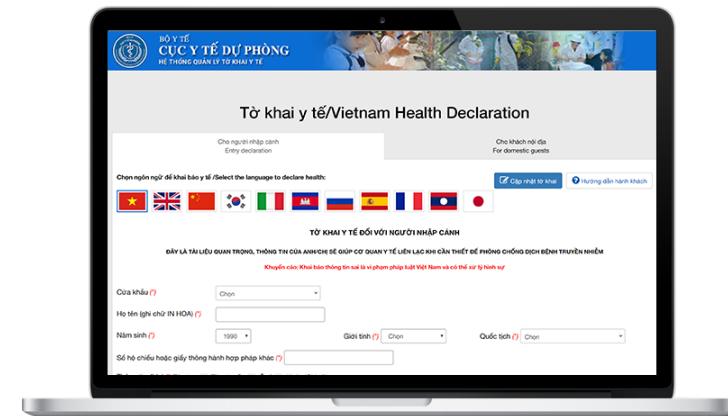 BỘ Y TẾ
CỤC Y TẾ DỰ PHÒNG
HỆ THỐNG QUẢN LÝ TỜ KHAI Y TẾ
Tờ khai y tế/Vietnam Health Declaration
Cho người nhập cảnh
Entry declaration
Cho khách nội địa
For domestic guests
Chọn ngôn ngữ để khai báo y tế /Select the language to declare health:
Cập nhật tờ khai
Hướng dẫn hành khách
TỜ KHAI Y TẾ ĐỐI VỚI NGƯỜI NHẬP CẢNH
ĐÂY LÀ TÀI LIỆU QUAN TRỌNG, THÔNG TIN CỦA ANH/CHỊ SẼ GIÚP CƠ QUAN Y TẾ LIÊN LẠC KHI CẦN THIẾT ĐỂ PHÒNG CHỐNG DỊCH BỆNH TRUYỀN NHIỄM
Khuyến cáo: Khai báo thông tin sai là vi phạm pháp luật Việt Nam và có thể xử lý hình sự
Cửa khẩu (*) Chọn
Họ tên (ghi chữ IN HOA) (*)
Năm sinh (*) 1990 Giới tính (*) Chọn Quốc tịch (*) Chọn
Số hộ chiếu hoặc giấy thông hành hợp pháp khác (*)